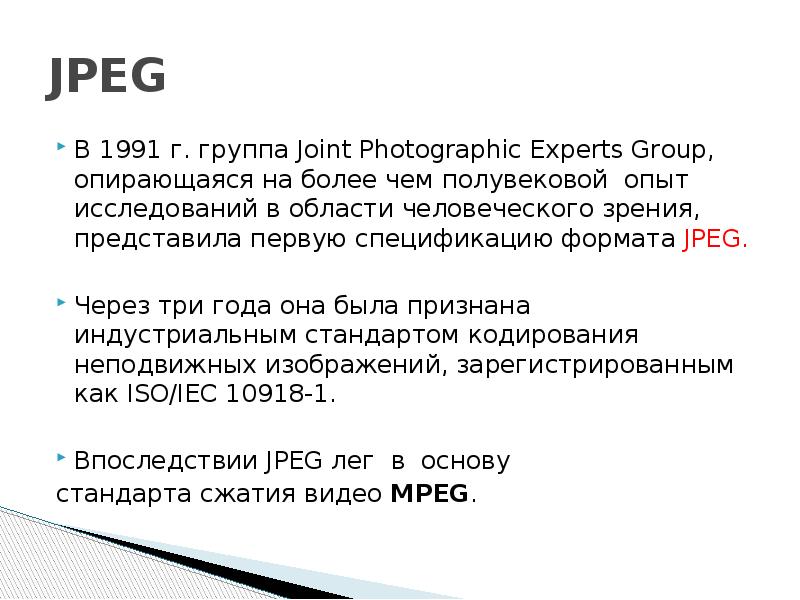 JPEG
В 1991 г. группа Joint Photographic Experts Group,
опирающаяся на более чем полувековой  опыт
исследований в области человеческого зрения,
представила первую спецификацию формата JPEG.
Через три года она была признана
индустриальным стандартом кодирования
неподвижных изображений, зарегистрированным
как ISO/IEC 10918-1.
Впоследствии JPEG лег  в  основу
стандарта сжатия видео MPEG.